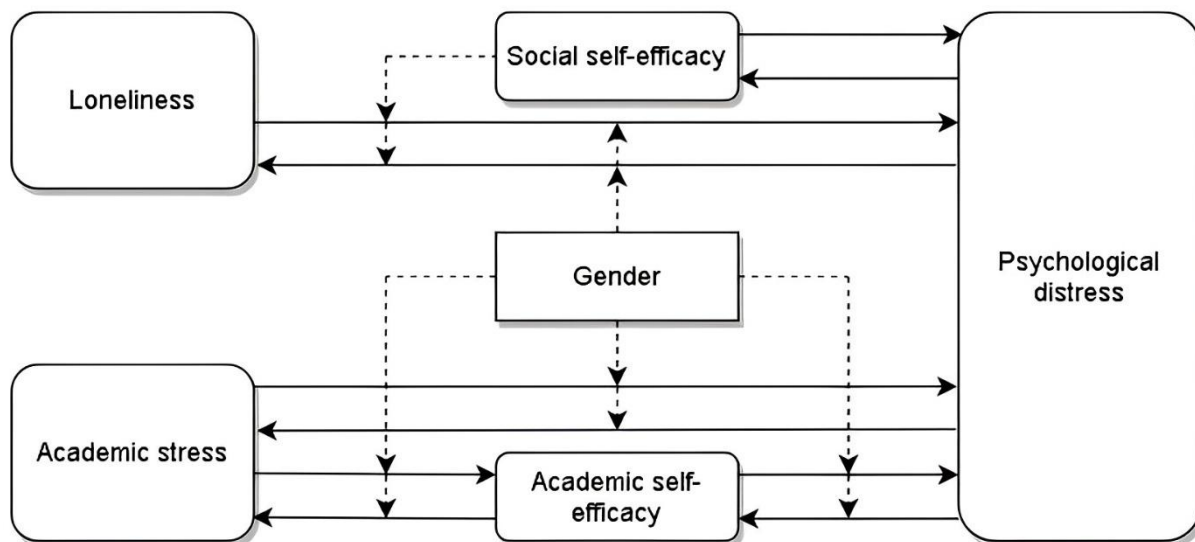 Social self-efficacy
Loneliness
Gender
Psychological
distress
Academic stress
Academic self-
efficacy